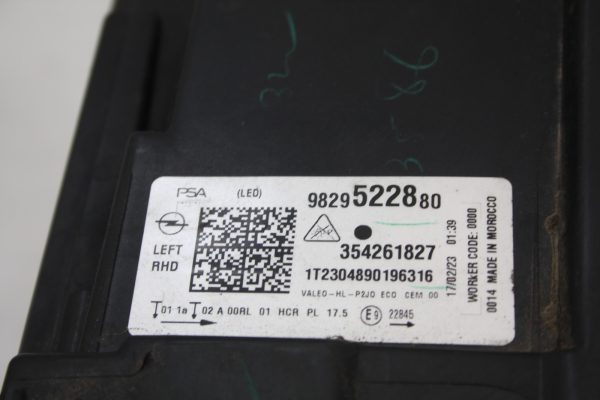 3586
PSA (LED) 9829522880
LEFT
RHD
354261827
1T2304890196316
VALEO-HL-P2JO ECO CEM 00
01 1a 02 A 00RL 01 HCR PL 17.5 E9 22845
17/02/23 01:39
WORKER CODE: 0000
0014 MADE IN MOROCCO